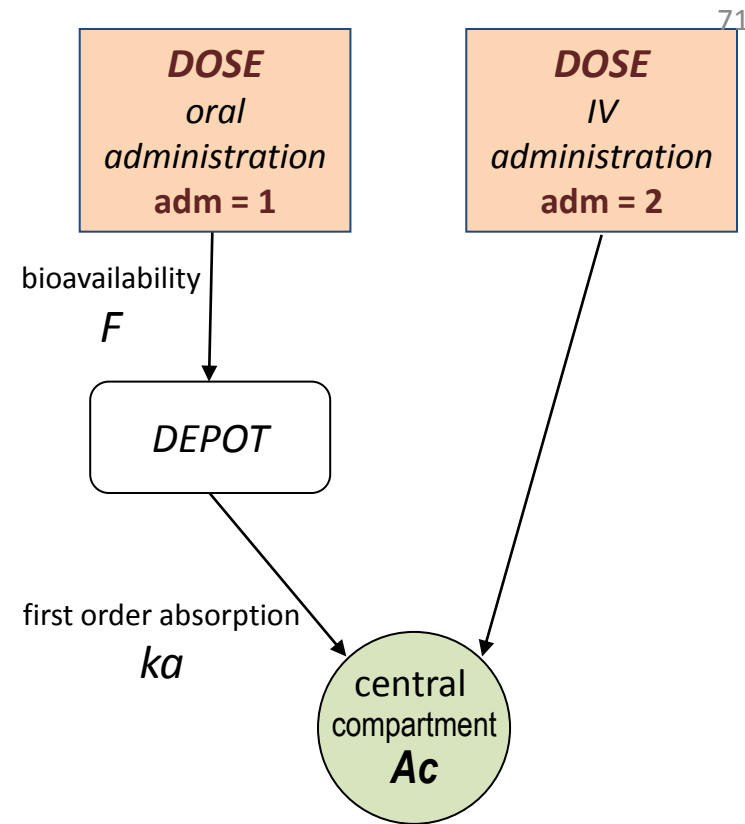 71
DOSE
oral
administration
adm = 1
DOSE
IV
administration
adm = 2
bioavailability
F
DEPOT
first order absorption
ka
central
compartment
Ac